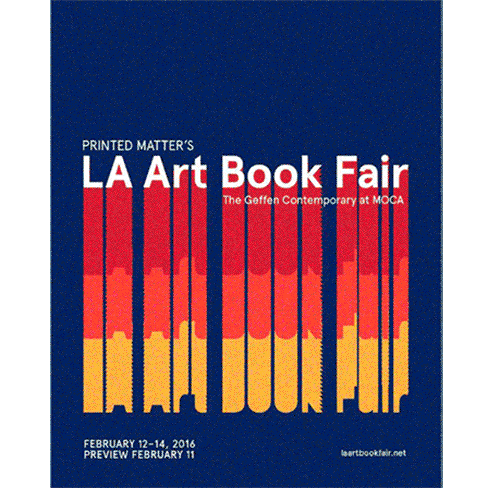 PRINTED MATTER'S
LA Art Book Fair
The Geffen Contemporary at MOCA
LA Art Book Fair
FEBRUARY 12–14, 2016
PREVIEW FEBRUARY 11
laartbookfair.net